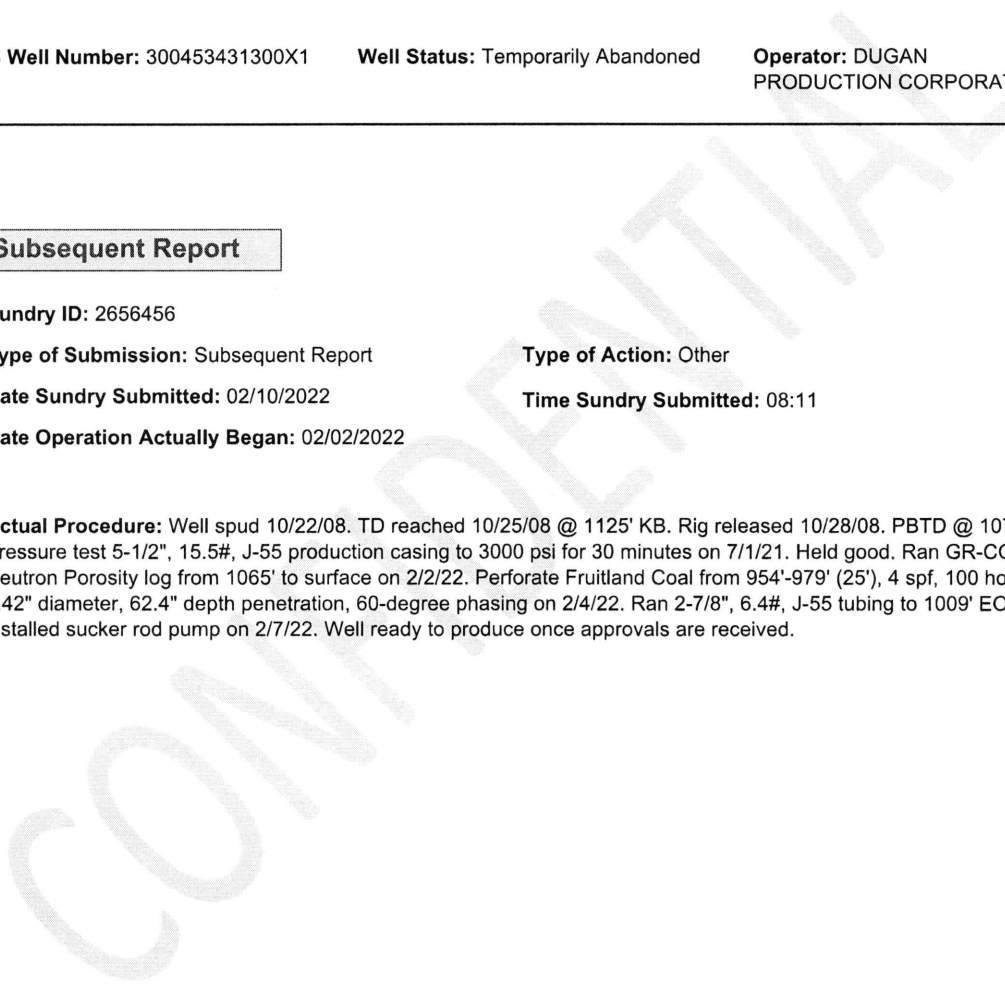 Well Number: 300453431300X1 Well Status: Temporarily Abandoned Operator: DUGAN
PRODUCTION CORPORAT
Subsequent Report
undry ID: 2656456
ype of Submission: Subsequent Report Type of Action: Other
ate Sundry Submitted: 02/10/2022 Time Sundry Submitted: 08:11
ate Operation Actually Began: 02/02/2022
ctual Procedure: Well spud 10/22/08. TD reached 10/25/08 @ 1125' KB. Rig released 10/28/08. PBTD @ 107
ressure test 5-1/2", 15.5#, J-55 production casing to 3000 psi for 30 minutes on 7/1/21. Held good. Ran GR-CC
eutron Porosity log from 1065' to surface on 2/2/22. Perforate Fruitland Coal from 954'-979' (25'), 4 spf, 100 ho
.42" diameter, 62.4" depth penetration, 60-degree phasing on 2/4/22. Ran 2-7/8", 6.4#, J-55 tubing to 1009' EO
stalled sucker rod pump on 2/7/22. Well ready to produce once approvals are received.
CONFIDENTIAL